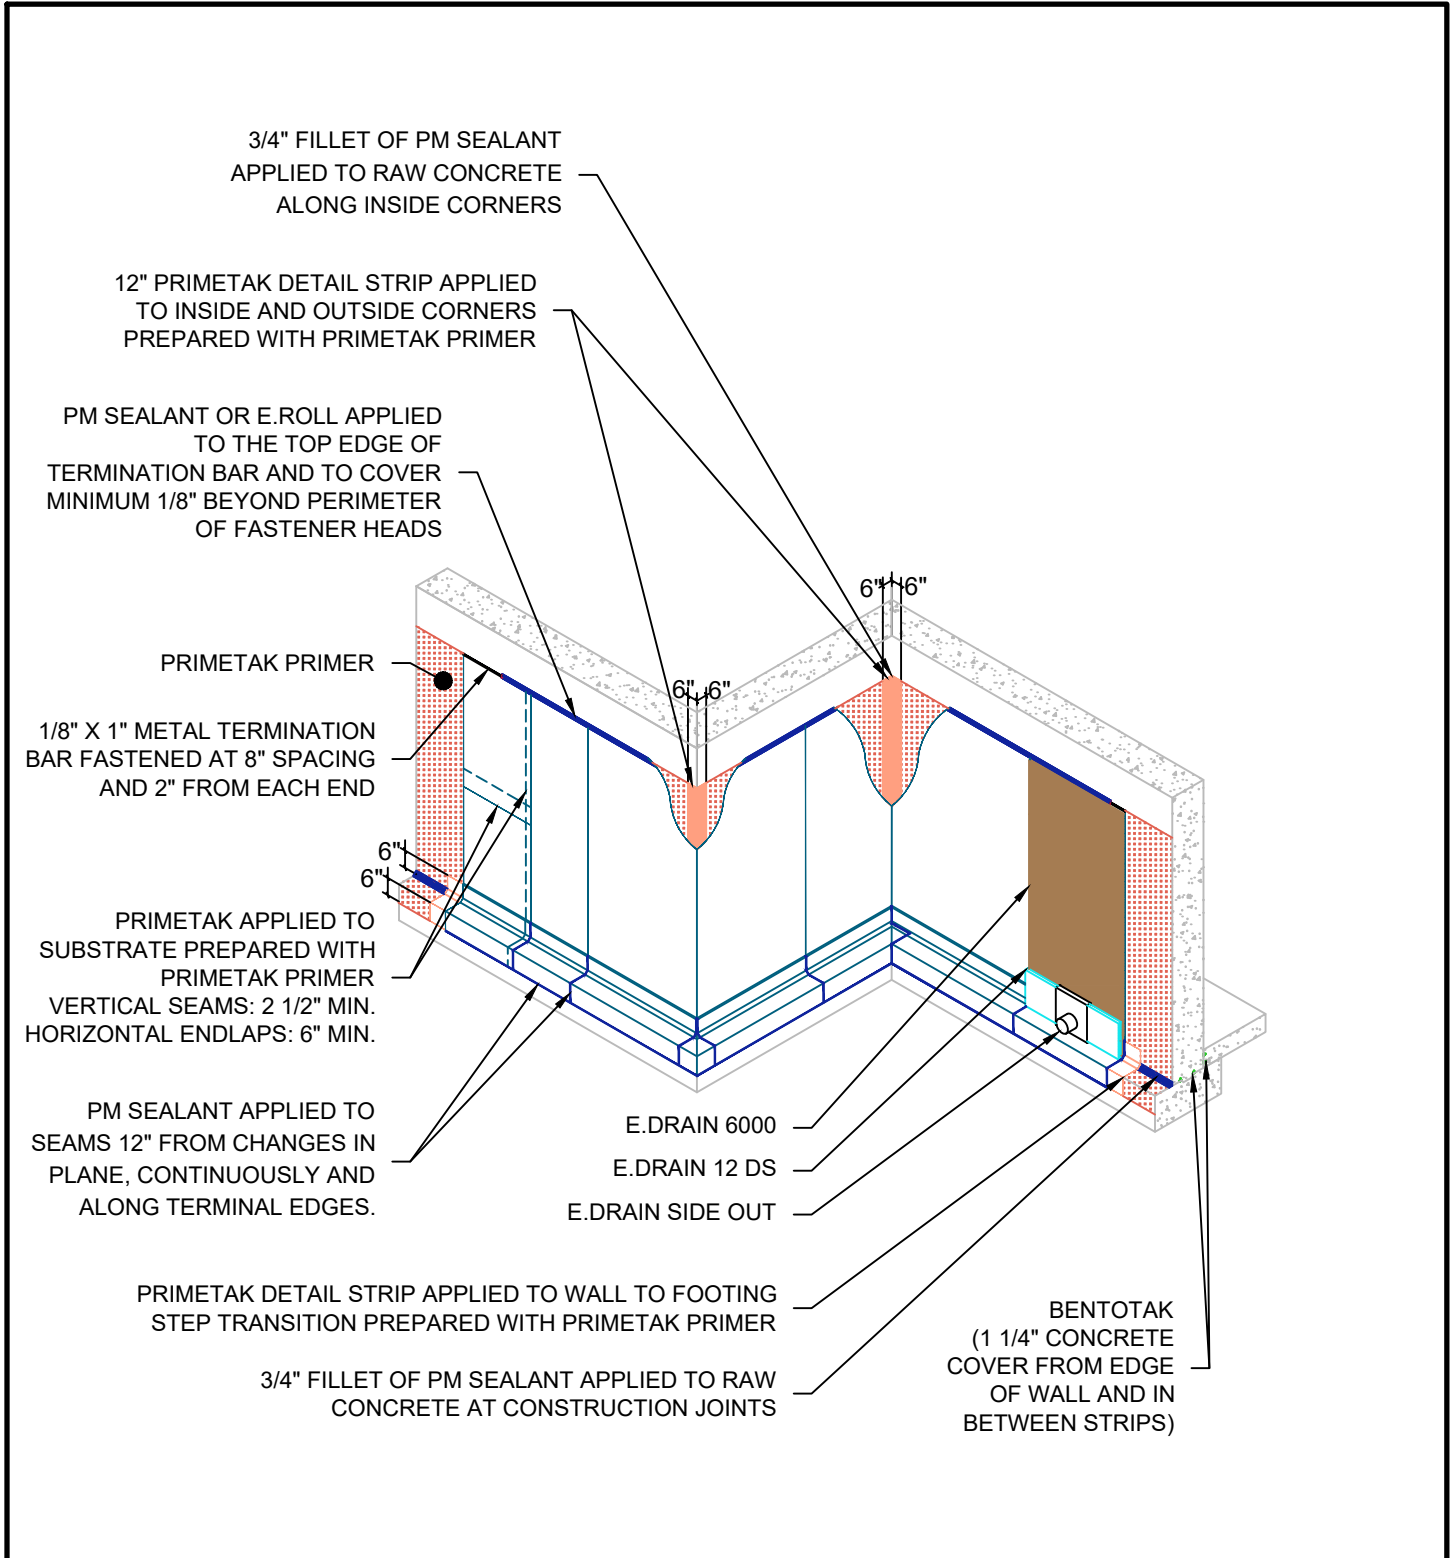 3/4" FILLET OF PM SEALANT
APPLIED TO RAW CONCRETE
ALONG INSIDE CORNERS
12" PRIMETAK DETAIL STRIP APPLIED
TO INSIDE AND OUTSIDE CORNERS
PREPARED WITH PRIMETAK PRIMER
PM SEALANT OR E.ROLL APPLIED
TO THE TOP EDGE OF
TERMINATION BAR AND TO COVER
MINIMUM 1/8" BEYOND PERIMETER
OF FASTENER HEADS
6" 6"
PRIMETAK PRIMER
6" 6"
1/8" X 1" METAL TERMINATION
BAR FASTENED AT 8" SPACING
AND 2" FROM EACH END
6"
6"
PRIMETAK APPLIED TO
SUBSTRATE PREPARED WITH
PRIMETAK PRIMER
VERTICAL SEAMS: 2 1/2" MIN.
HORIZONTAL ENDLAPS: 6" MIN.
PM SEALANT APPLIED TO
SEAMS 12" FROM CHANGES IN
PLANE, CONTINUOUSLY AND
ALONG TERMINAL EDGES.
E.DRAIN 6000
E.DRAIN 12 DS
E.DRAIN SIDE OUT
PRIMETAK DETAIL STRIP APPLIED TO WALL TO FOOTING
STEP TRANSITION PREPARED WITH PRIMETAK PRIMER
3/4" FILLET OF PM SEALANT APPLIED TO RAW
CONCRETE AT CONSTRUCTION JOINTS
BENTOTAK
(1 1/4" CONCRETE
COVER FROM EDGE
OF WALL AND IN
BETWEEN STRIPS)